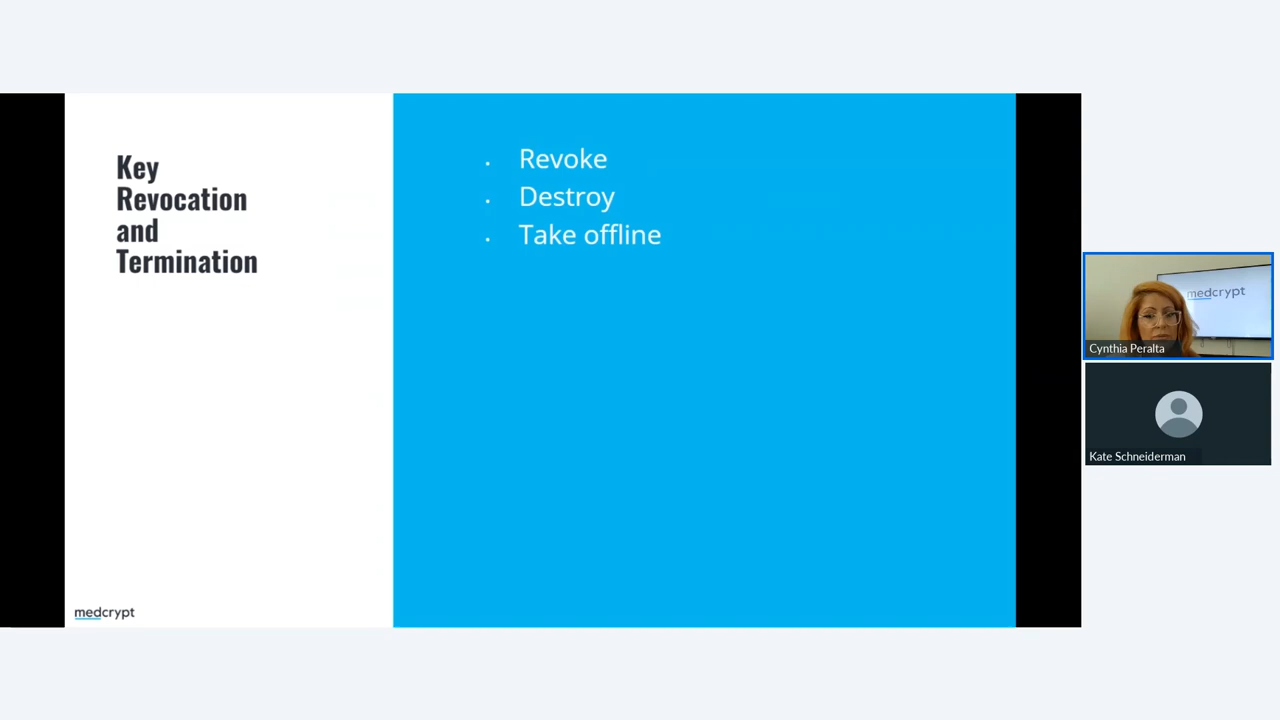 Key
Revocation
and
Termination
Revoke
Destroy
Take offline
medcrypt
medcrypt
Cynthia Peralta
Kate Schneiderman